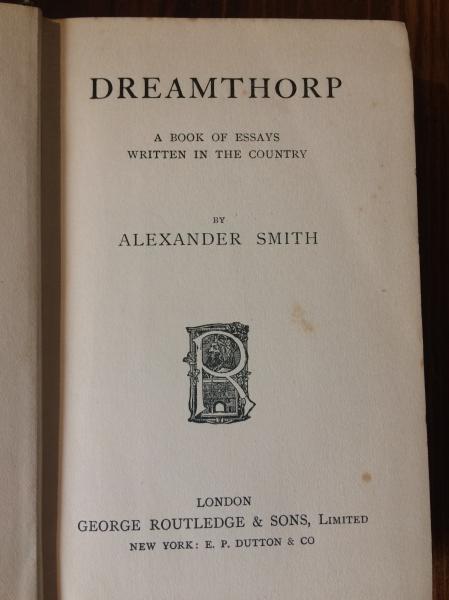 DREAMTHORP
A BOOK OF ESSAYS
WRITTEN IN THE COUNTRY
BY
ALEXANDER SMITH
R
LONDON
GEORGE ROUTLEDGE & SONS, LIMITED
NEW YORK: E. P. DUTTON & CO